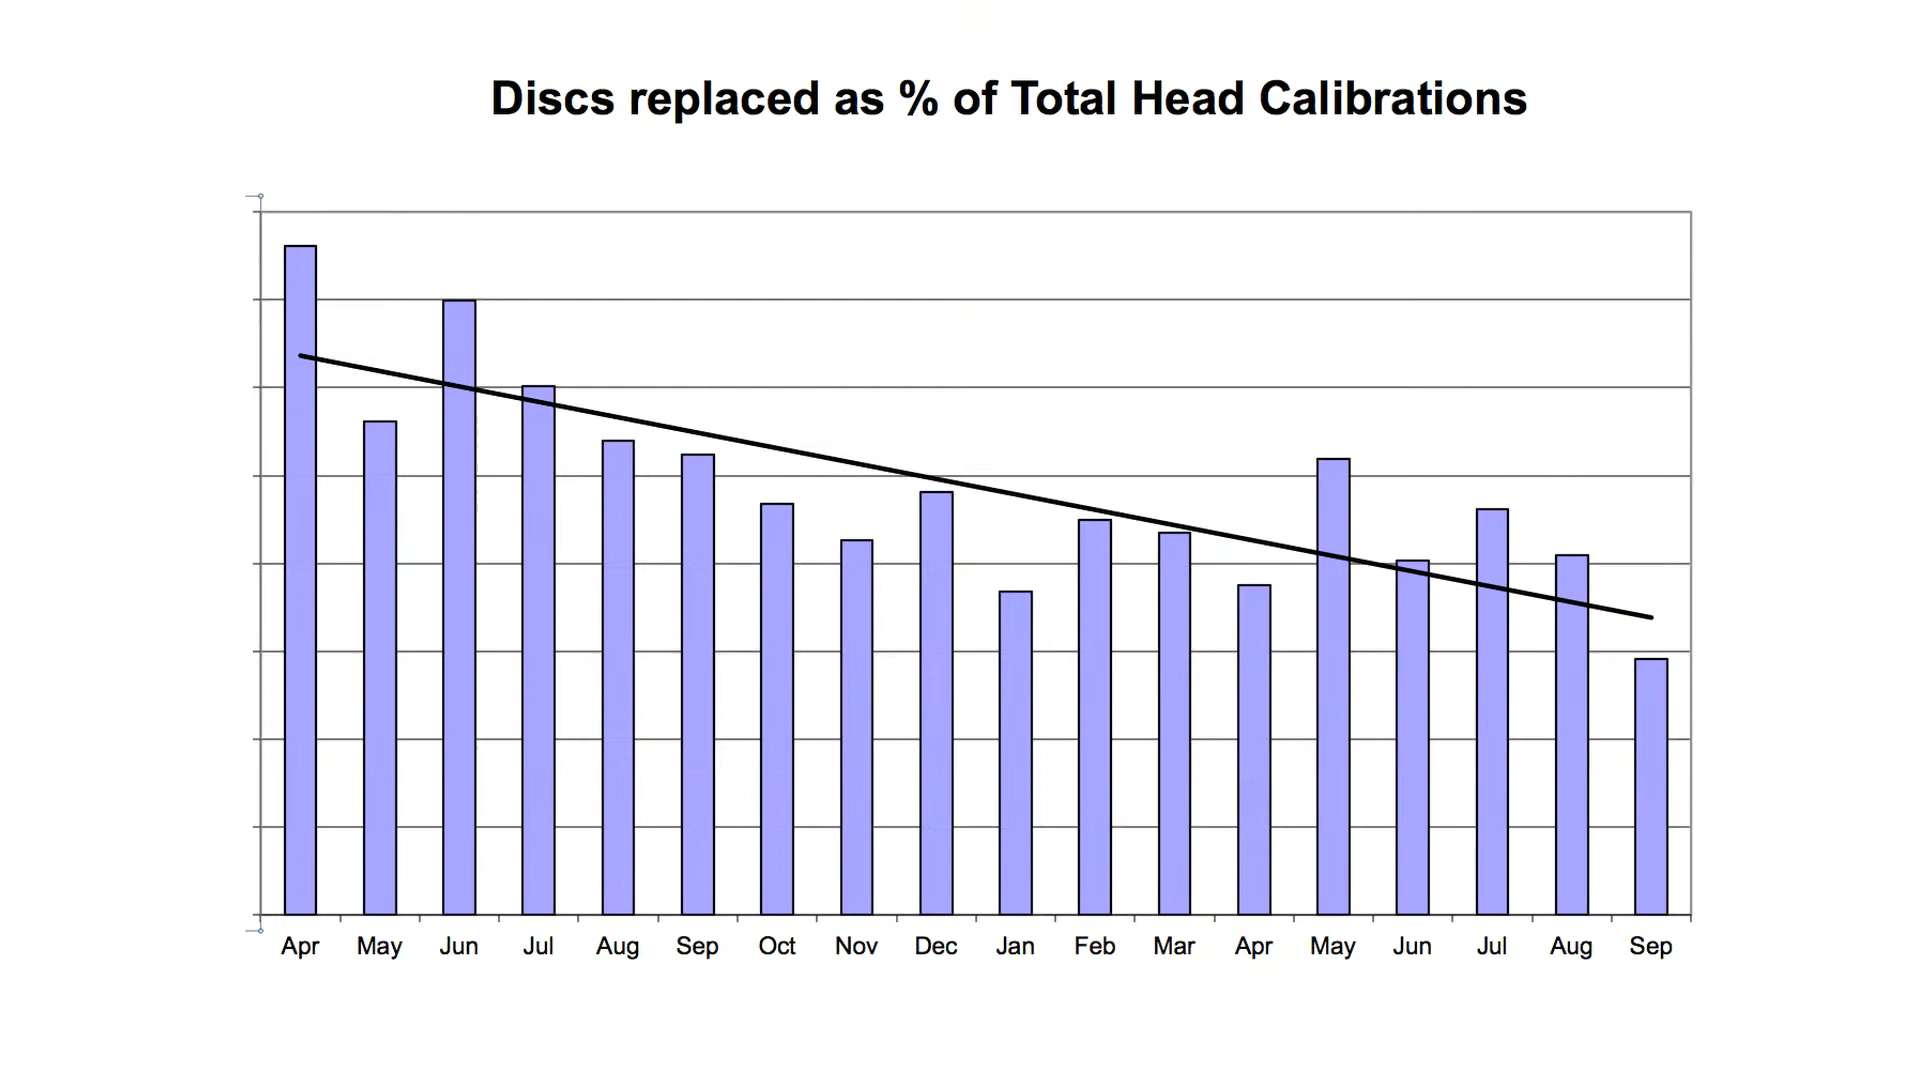 Discs replaced as % of Total Head Calibrations
Apr May Jun Jul Aug Sep Oct Nov Dec Jan Feb Mar Apr May Jun Jul Aug Sep